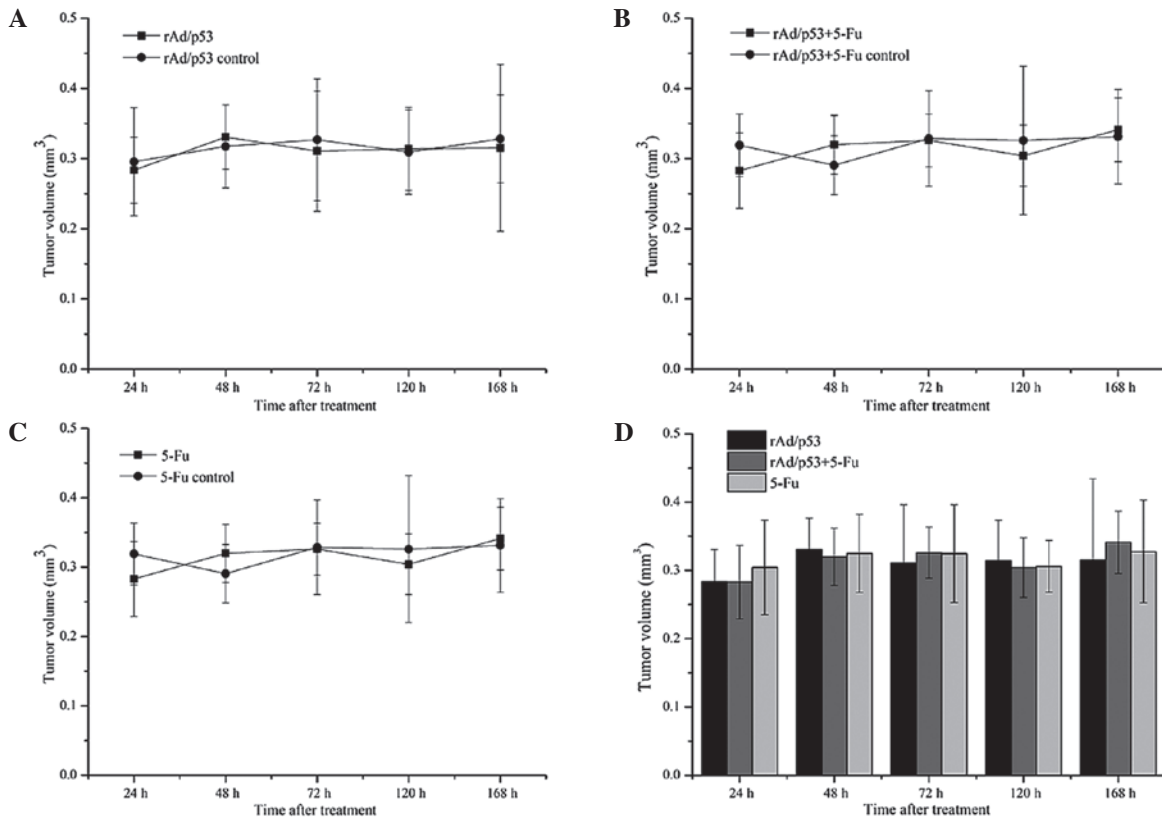 A
rAd/p53
rAd/p53 control
Tumor volume (mm³)
0.5
0.4
0.3
0.2
0.1
0.0
24 h 48 h 72 h 120 h 168 h
Time after treatment
B
rAd/p53+5-Fu
rAd/p53+5-Fu control
Tumor volume (mm³)
0.5
0.4
0.3
0.2
0.1
0.0
24 h 48 h 72 h 120 h 168 h
Time after treatment
C
5-Fu
5-Fu control
Tumor volume (mm³)
0.5
0.4
0.3
0.2
0.1
0.0
24 h 48 h 72 h 120 h 168 h
Time after treatment
D
rAd/p53
rAd/p53+5-Fu
5-Fu
Tumor volume (mm³)
0.5
0.4
0.3
0.2
0.1
0.0
24 h 48 h 72 h 120 h 168 h
Time after treatment